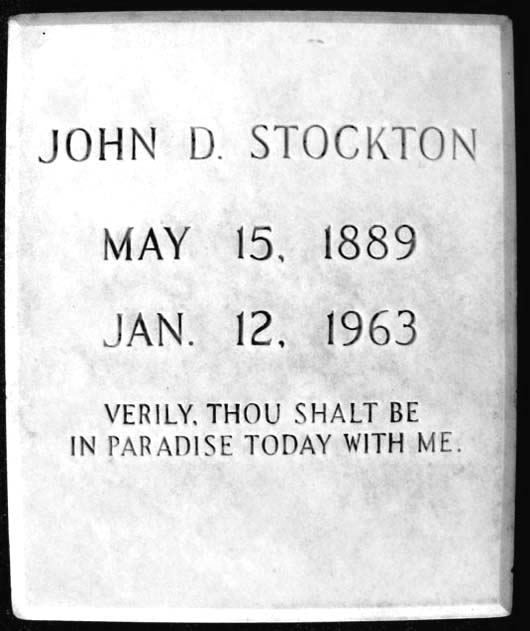 JOHN D. STOCKTON
MAY 15, 1889
JAN. 12, 1963
VERILY, THOU SHALT BE
IN PARADISE TODAY WITH ME.